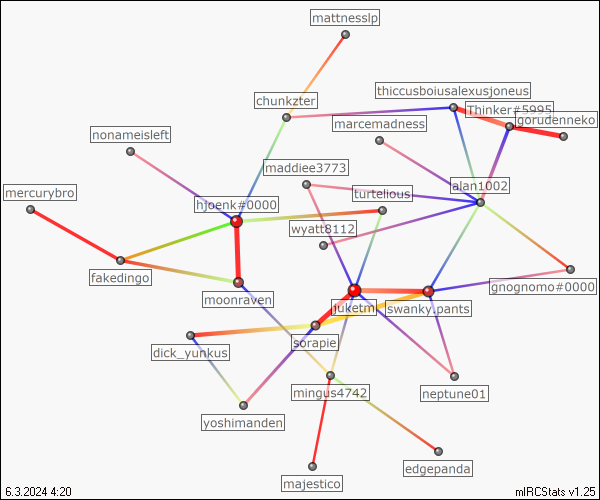 mattnesslp
thiccusboiusalexusjoneus
chunkzter
Thinker#5995
gorudenneko
marcemadness
nonameisleft
maddiee3773
mercurybro
turtelious
alan1002
hjoenk#0000
wyatt8112
fakedingo
gnognomo#0000
moonraven
juketmi
swanky.pants
sorapie
dick_yunkus
mingus4742
neptune01
yoshimanden
edgepanda
majestico
6.3.2024 4:20
mIRCStats v1.25